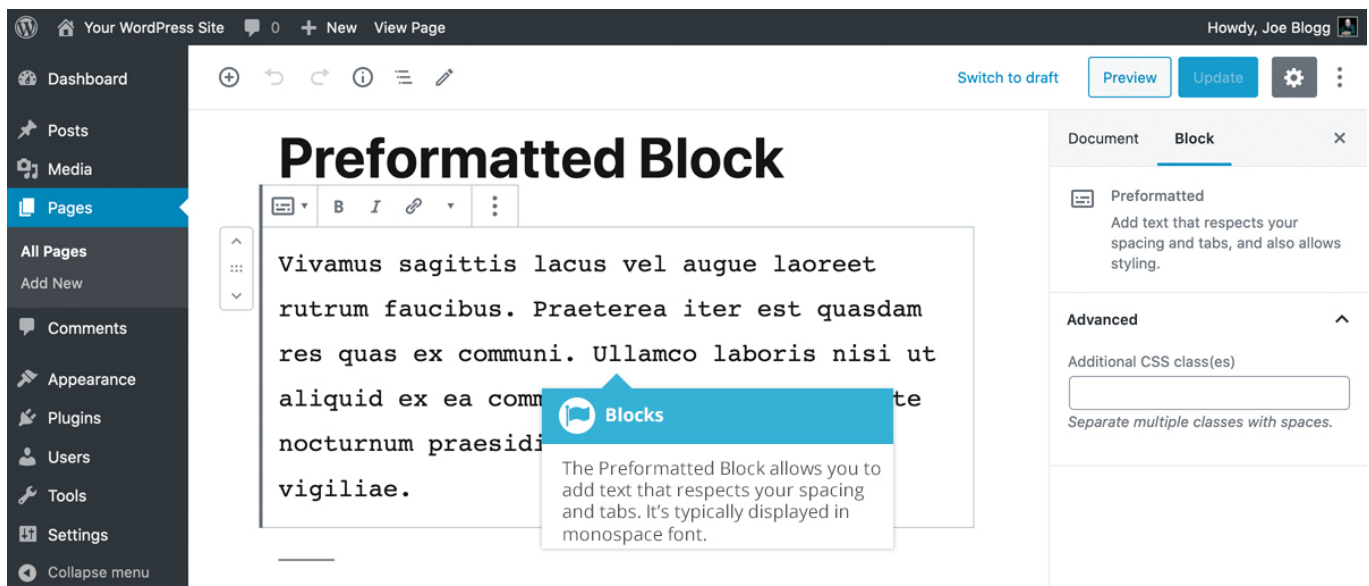 Your WordPress Site 0 New View Page Howdy, Joe Blogg
Dashboard
Posts
Media
Pages
All Pages
Add New
Comments
Appearance
Plugins
Users
Tools
Settings
Collapse menu
Switch to draft Preview Update
Preformatted Block
B I
Vivamus sagittis lacus vel augue laoreet
rutrum faucibus. Praeterea iter est quasdam
res quas ex communi. Ullamco laboris nisi ut
aliquid ex ea comm te
nocturnum praesidi
vigiliae.
Blocks
The Preformatted Block allows you to
add text that respects your spacing
and tabs. It’s typically displayed in
monospace font.
Document Block
Preformatted
Add text that respects your
spacing and tabs, and also allows
styling.
Advanced
Additional CSS class(es)
Separate multiple classes with spaces.